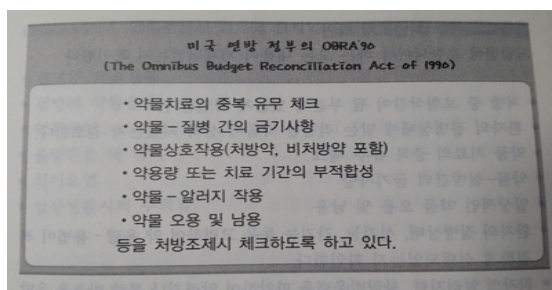 미국 연방 정부의 OBRA'90
(The Omnibus Budget Reconciliation Act of 1990)
• 약물치료의 중복 유무 체크
• 약물-질병 간의 금기사항
• 약물상호작용(처방약, 비처방약 포함)
• 약용량 또는 치료 기간의 부적합성
• 약물-알러지 작용
• 약물 오용 및 남용
등을 처방조제시 체크하도록 하고 있다.